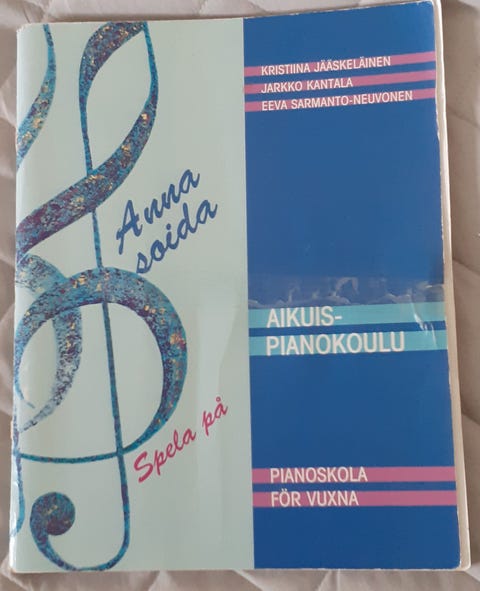 KRISTIINA JÄÄSKELÄINEN
JARKKO KANTALA
EEVA SARMANTO-NEUVONEN
Anna
soida
AIKUIS-
PIANOKOULU
Spela på
PIANOSKOLA
FÖR VUXNA